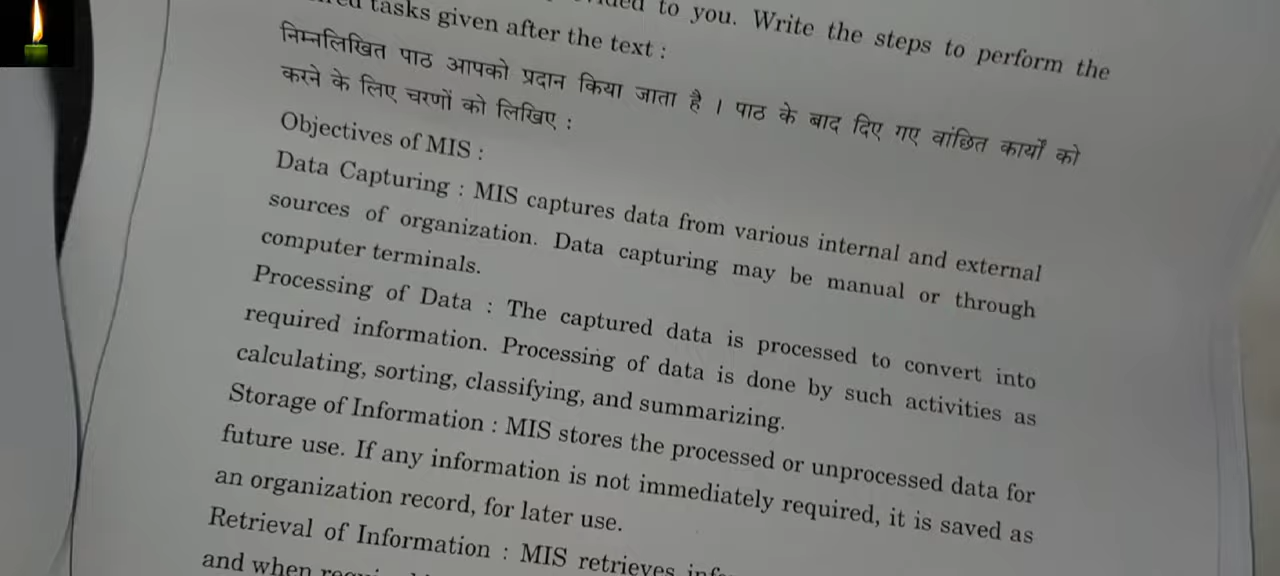 to you. Write the steps to perform the
tasks given after the text :
निम्नलिखित पाठ आपको प्रदान किया जाता है । पाठ के बाद दिए गए वांछित कार्यों को
करने के लिए चरणों को लिखिए :
Objectives of MIS :
Data Capturing : MIS captures data from various internal and external
sources of organization. Data capturing may be manual or through
computer terminals.
Processing of Data : The captured data is processed to convert into
required information. Processing of data is done by such activities as
calculating, sorting, classifying, and summarizing.
Storage of Information : MIS stores the processed or unprocessed data for
future use. If any information is not immediately required, it is saved as
an organization record, for later use.
Retrieval of Information : MIS retrieves
and when